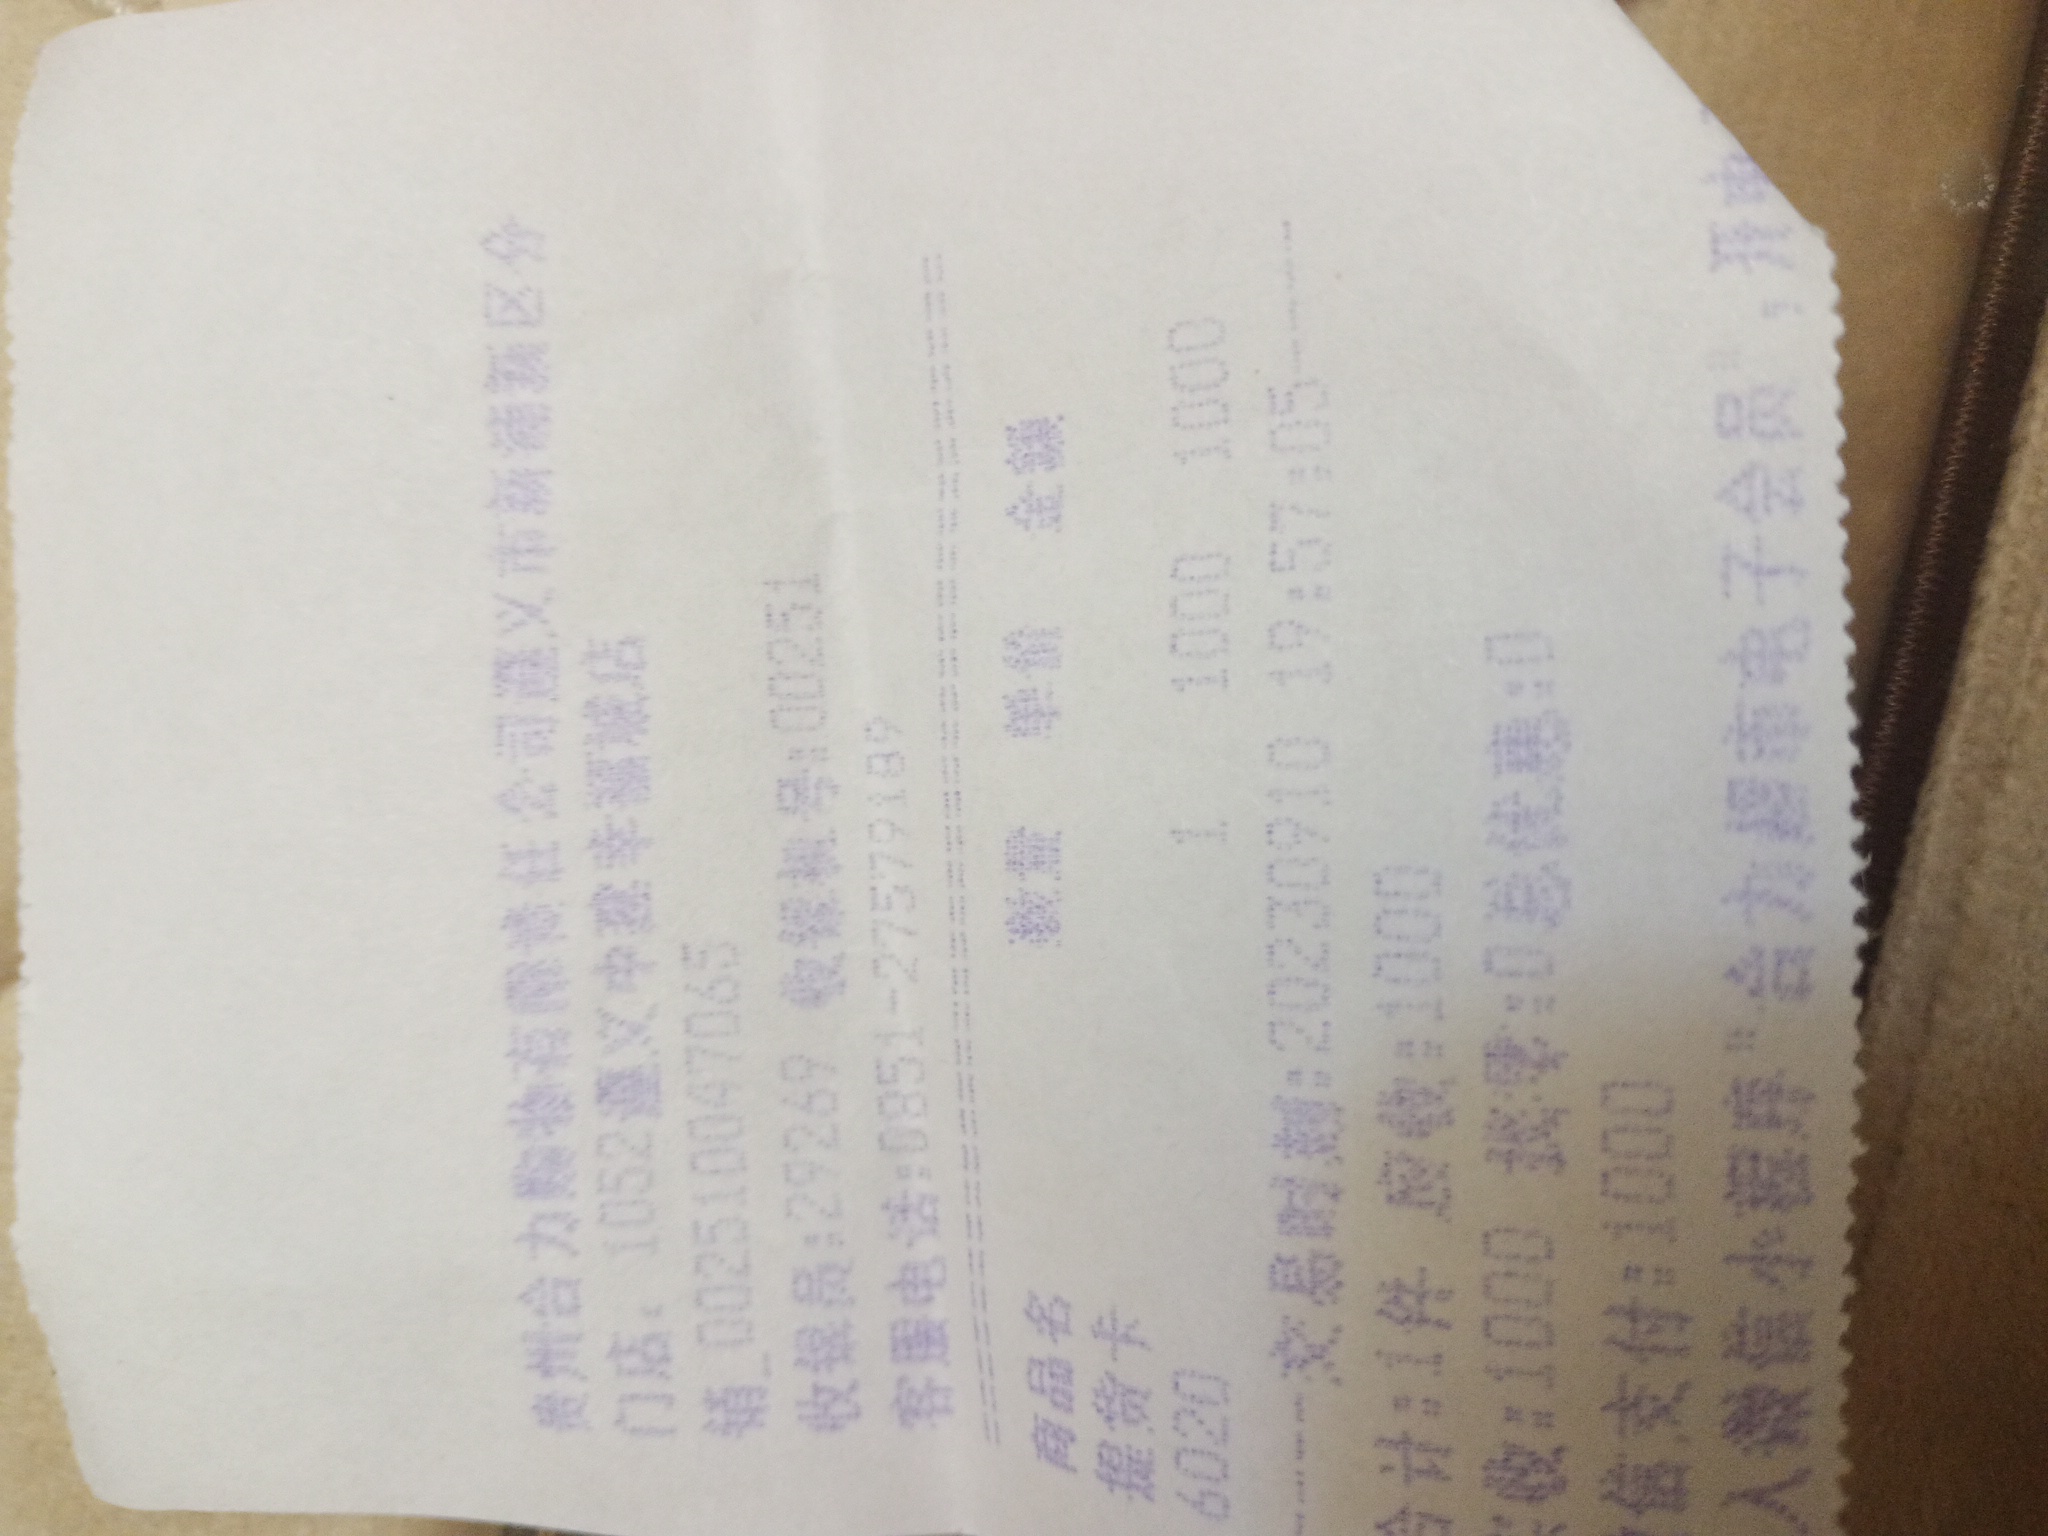 贵州合力购物有限责任公司遵义市新浦新区分
门店: 1052遵义中建幸福城店
销_002510047065
收银员:29269 收银机号:00251
客服电话:0851-27579189
商品名 数量 单价 金额
提货卡
6020 1 1000 1000
交易时刻:20230910 19:57:05
合计:1件 应收:1000
收:1000 找零:0总优惠:0
信支付:1000
入微信小程序"合力超市电子会员",开电